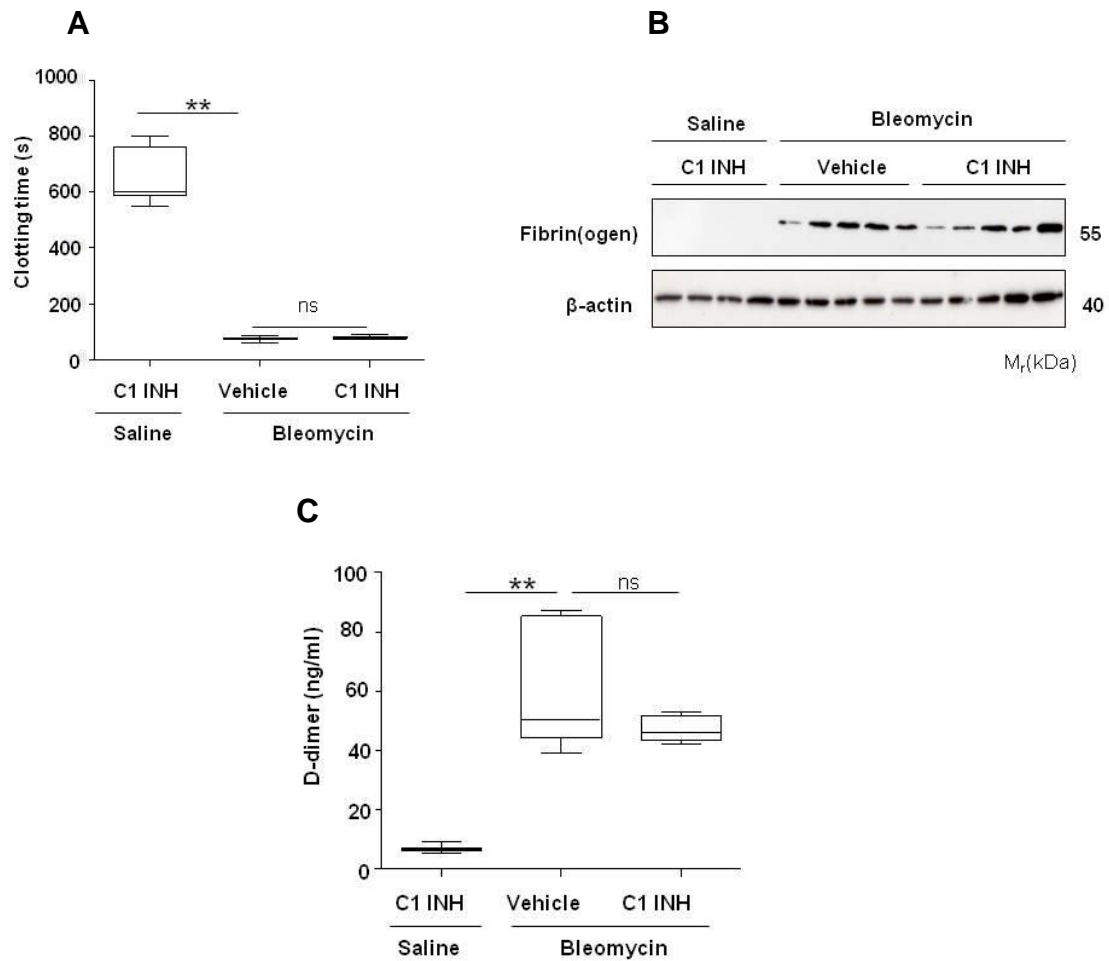 A
1000
800
600
400
200
0
Clotting time (s)
**
ns
C1 INH
Vehicle
C1 INH
Saline
Bleomycin
B
Saline
Bleomycin
C1 INH
Vehicle
C1 INH
Fibrin(ogen)
55
β-actin
40
Mr(kDa)
C
100
80
60
40
20
0
D-dimer (ng/ml)
**
ns
C1 INH
Vehicle
C1 INH
Saline
Bleomycin